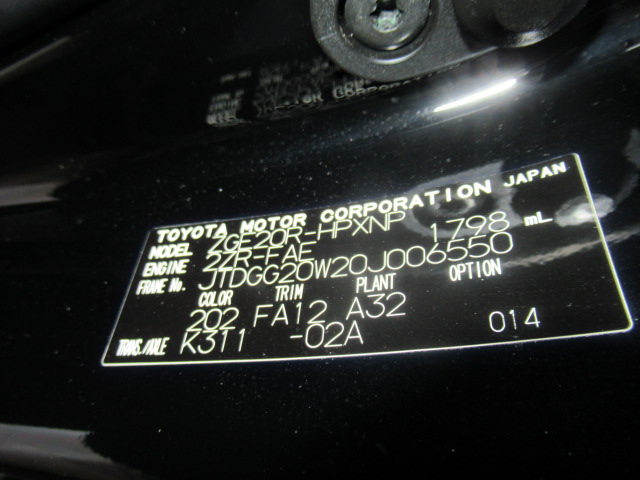 TOYOTA MOTOR CORPORATION JAPAN
MODEL ZGE20R-HPXNP 1798 mL
ENGINE 2ZR-FAE
FRAME No. JTDGG20W20J006550
COLOR TRIM PLANT OPTION
202 FA12 A32
TRANS./AXLE K311 -02A 014